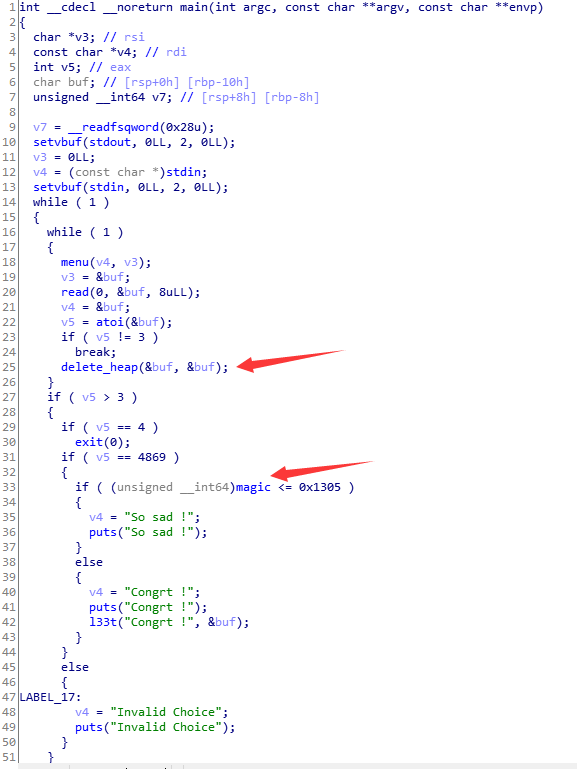 1 int __cdecl __noreturn main(int argc, const char **argv, const char **envp)
2 {
3   char *v3; // rsi
4   const char *v4; // rdi
5   int v5; // eax
6   char buf; // [rsp+0h] [rbp-10h]
7   unsigned __int64 v7; // [rsp+8h] [rbp-8h]
8
9   v7 = __readfsqword(0x28u);
10   setvbuf(stdout, 0LL, 2, 0LL);
11   v3 = 0LL;
12   v4 = (const char *)stdin;
13   setvbuf(stdin, 0LL, 2, 0LL);
14   while ( 1 )
15   {
16     while ( 1 )
17     {
18       menu(v4, v3);
19       v3 = &buf;
20       read(0, &buf, 8uLL);
21       v4 = &buf;
22       v5 = atoi(&buf);
23       if ( v5 != 3 )
24         break;
25       delete_heap(&buf, &buf);
26     }
27     if ( v5 > 3 )
28     {
29       if ( v5 == 4 )
30         exit(0);
31       if ( v5 == 4869 )
32       {
33         if ( (unsigned __int64)magic <= 0x1305 )
34         {
35           v4 = "So sad !";
36           puts("So sad !");
37         }
38         else
39         {
40           v4 = "Congrt !";
41           puts("Congrt !");
42           l33t("Congrt !", &buf);
43         }
44       }
45       else
46       {
47 LABEL_17:
48         v4 = "Invalid Choice";
49         puts("Invalid Choice");
50       }
51     }